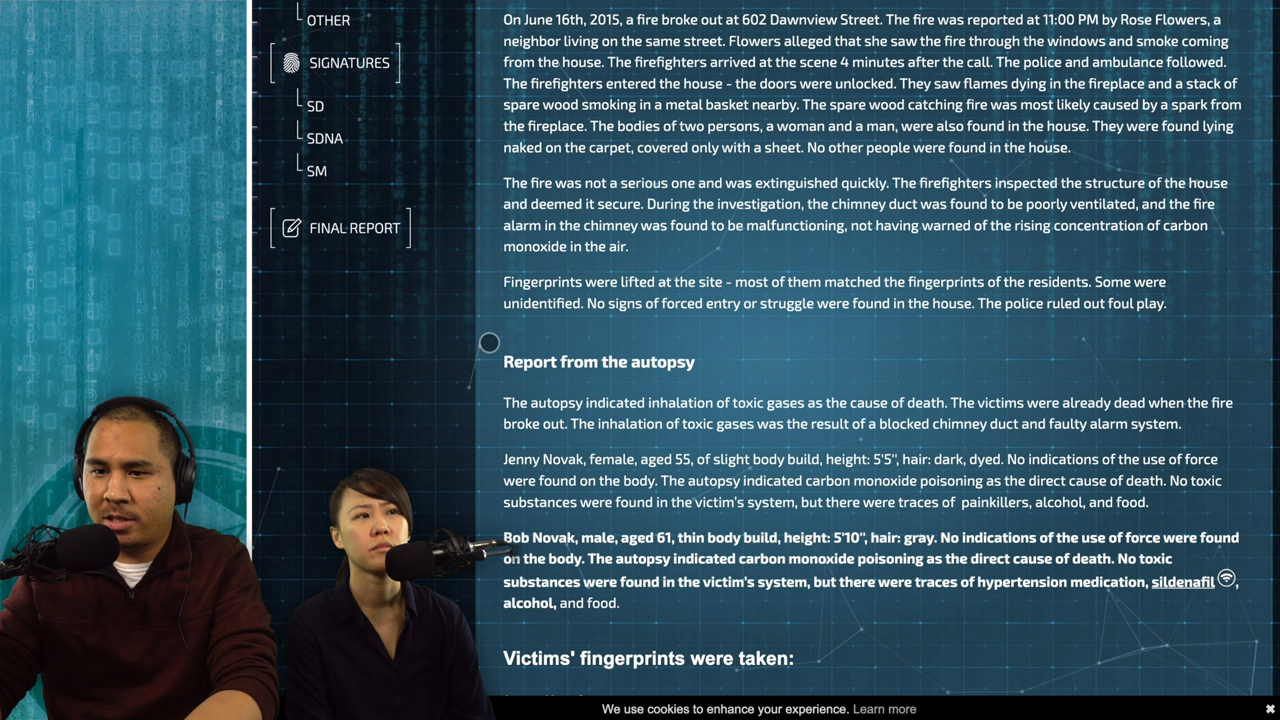 OTHER
SIGNATURES
SD
SDNA
SM
FINAL REPORT
On June 16th, 2015, a fire broke out at 602 Dawnview Street. The fire was reported at 11:00 PM by Rose Flowers, a
neighbor living on the same street. Flowers alleged that she saw the fire through the windows and smoke coming
from the house. The firefighters arrived at the scene 4 minutes after the call. The police and ambulance followed.
The firefighters entered the house - the doors were unlocked. They saw flames dying in the fireplace and a stack of
spare wood smoking in a metal basket nearby. The spare wood catching fire was most likely caused by a spark from
the fireplace. The bodies of two persons, a woman and a man, were also found in the house. They were found lying
naked on the carpet, covered only with a sheet. No other people were found in the house.
The fire was not a serious one and was extinguished quickly. The firefighters inspected the structure of the house
and deemed it secure. During the investigation, the chimney duct was found to be poorly ventilated, and the fire
alarm in the chimney was found to be malfunctioning, not having warned of the rising concentration of carbon
monoxide in the air.
Fingerprints were lifted at the site - most of them matched the fingerprints of the residents. Some were
unidentified. No signs of forced entry or struggle were found in the house. The police ruled out foul play.
Report from the autopsy
The autopsy indicated inhalation of toxic gases as the cause of death. The victims were already dead when the fire
broke out. The inhalation of toxic gases was the result of a blocked chimney duct and faulty alarm system.
Jenny Novak, female, aged 55, of slight body build, height: 5'5'', hair: dark, dyed. No indications of the use of force
were found on the body. The autopsy indicated carbon monoxide poisoning as the direct cause of death. No toxic
substances were found in the victim's system, but there were traces of painkillers, alcohol, and food.
Bob Novak, male, aged 61, thin body build, height: 5'10'', hair: gray. No indications of the use of force were found
on the body. The autopsy indicated carbon monoxide poisoning as the direct cause of death. No toxic
substances were found in the victim's system, but there were traces of hypertension medication, sildenafil,
alcohol, and food.
Victims' fingerprints were taken:
We use cookies to enhance your experience. Learn more